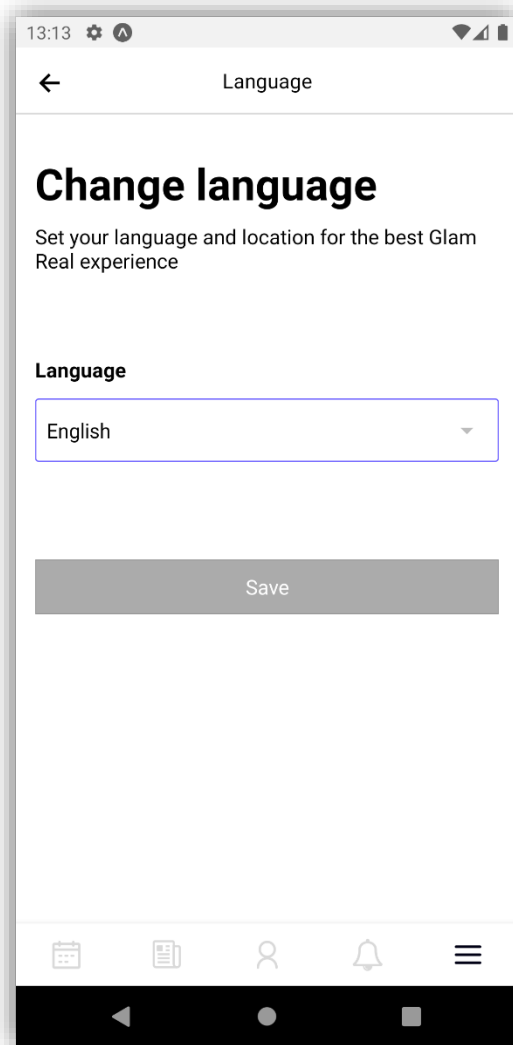 13:13
Language
Change language
Set your language and location for the best Glam
Real experience
Language
English
Save